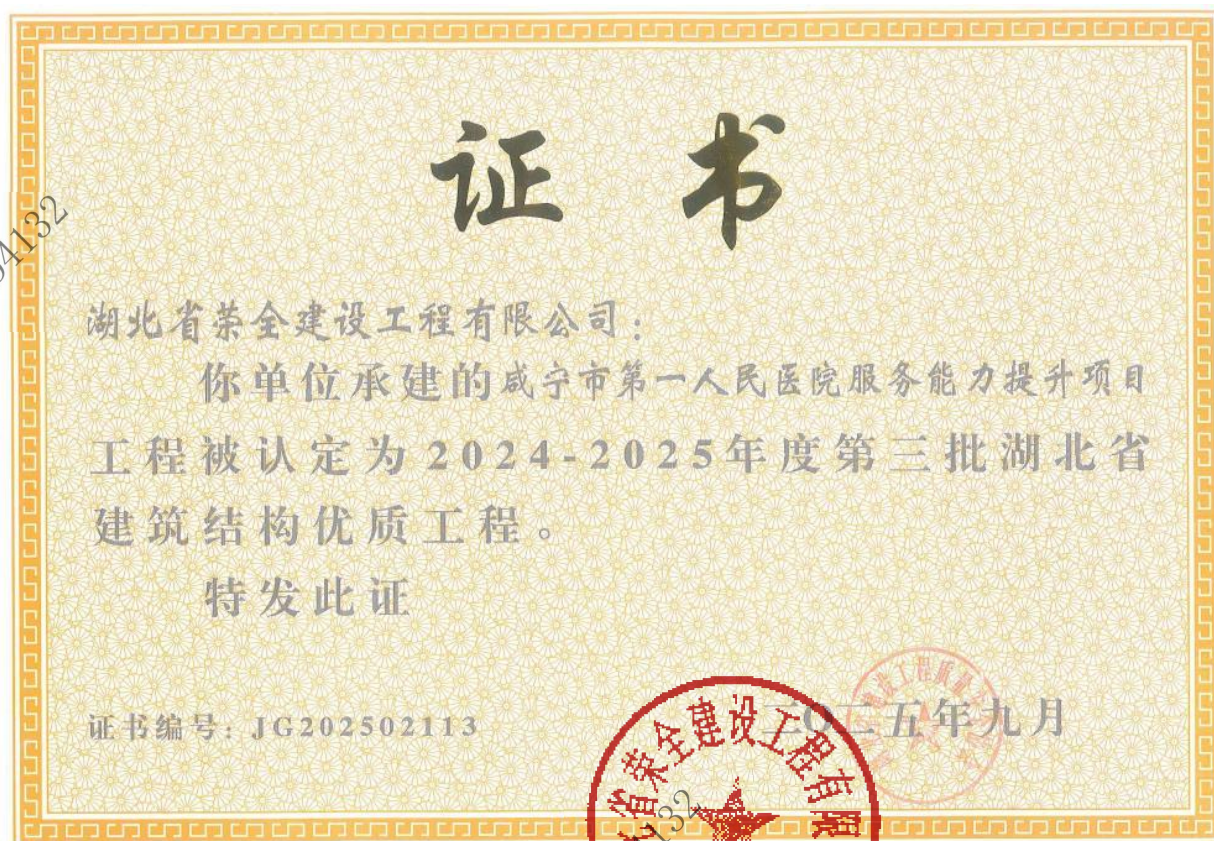 证书
湖北省荣全建设工程有限公司:
你单位承建的咸宁市第一人民医院服务能力提升项目
工程被认定为2024-2025年度第三批湖北省
建筑结构优质工程。
特发此证
证书编号: JG202502113
二〇二五年九月
省荣全建设工程有限
4132
132